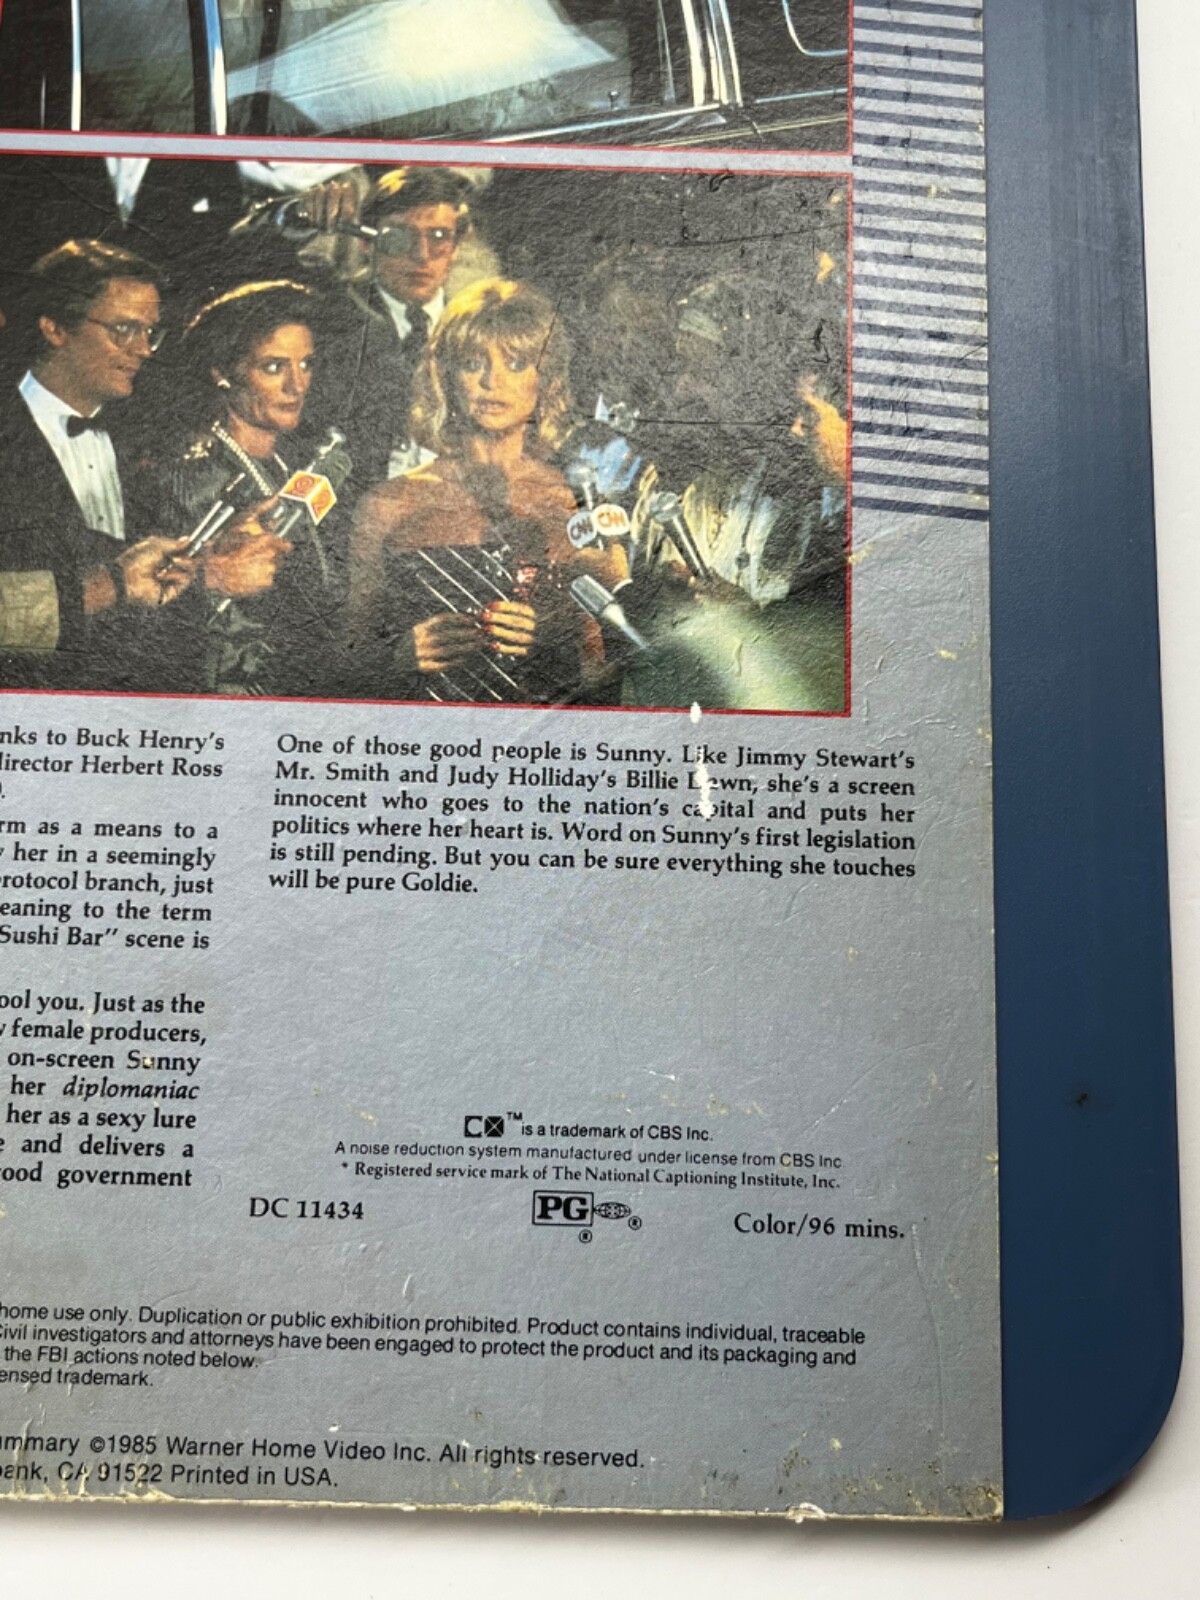 CNN CNN
nks to Buck Henry's
irector Herbert Ross
).
rm as a means to a
her in a seemingly
rotocol branch, just
eaning to the term
Sushi Bar" scene is
ool you. Just as the
female producers,
on-screen Sunny
her diplomaniac
her as a sexy lure
e and delivers a
ood government
One of those good people is Sunny. Like Jimmy Stewart's
Mr. Smith and Judy Holliday's Billie Dawn, she's a screen
innocent who goes to the nation's capital and puts her
politics where her heart is. Word on Sunny's first legislation
is still pending. But you can be sure everything she touches
will be pure Goldie.
CX™ is a trademark of CBS Inc.
A noise reduction system manufactured under license from CBS Inc.
* Registered service mark of The National Captioning Institute, Inc.
DC 11434
PG ® ®
Color/96 mins.
home use only. Duplication or public exhibition prohibited. Product contains individual, traceable
Civil investigators and attorneys have been engaged to protect the product and its packaging and
the FBI actions noted below.
ensed trademark.
mmary ©1985 Warner Home Video Inc. All rights reserved.
ank, CA 91522 Printed in USA.